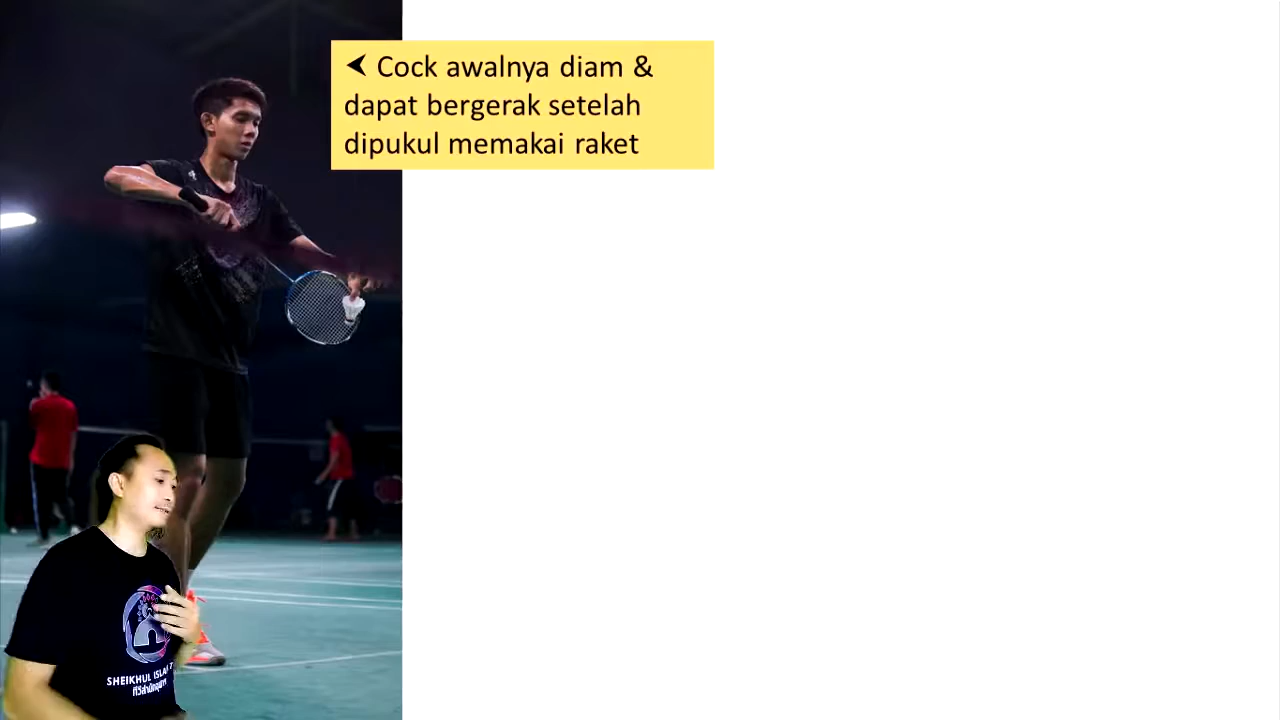 ⮜ Cock awalnya diam &
dapat bergerak setelah
dipukul memakai raket
SHEIKHUL ISLAM T